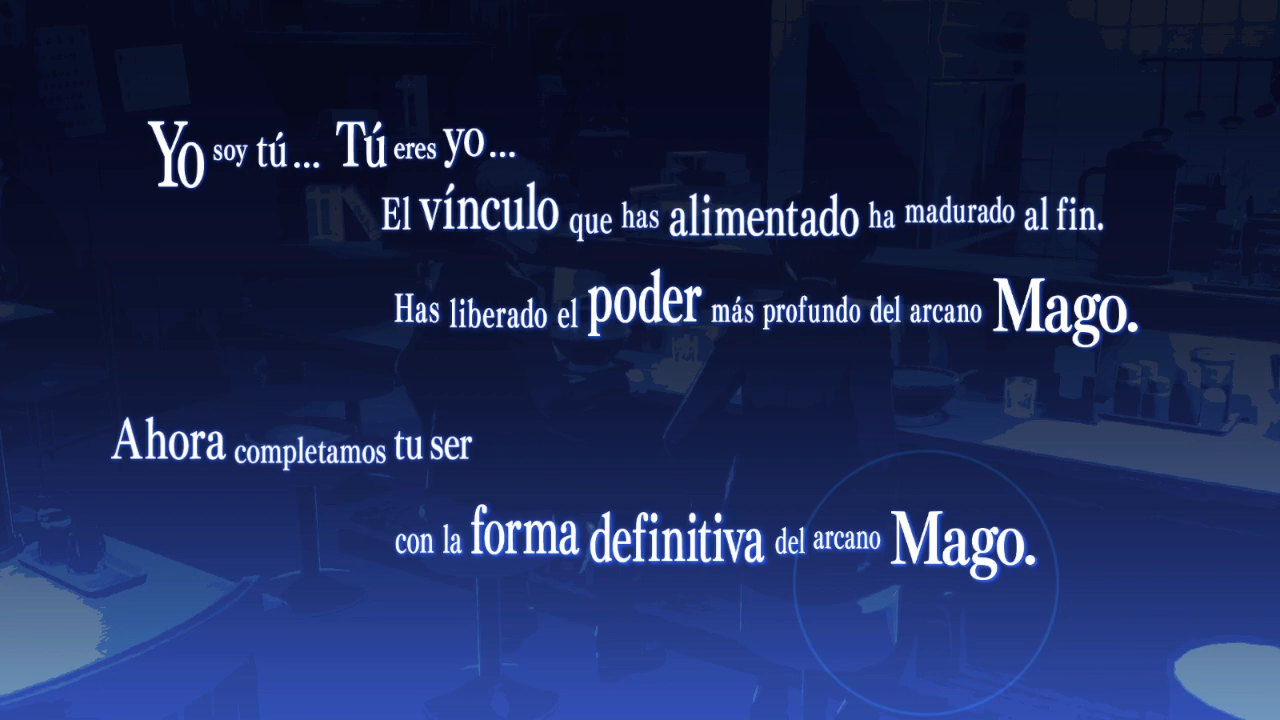 Yo soy tú... Tú eres yo...
El vínculo que has alimentado ha madurado al fin.
Has liberado el poder más profundo del arcano Mago.
Ahora completamos tu ser
con la forma definitiva del arcano Mago.